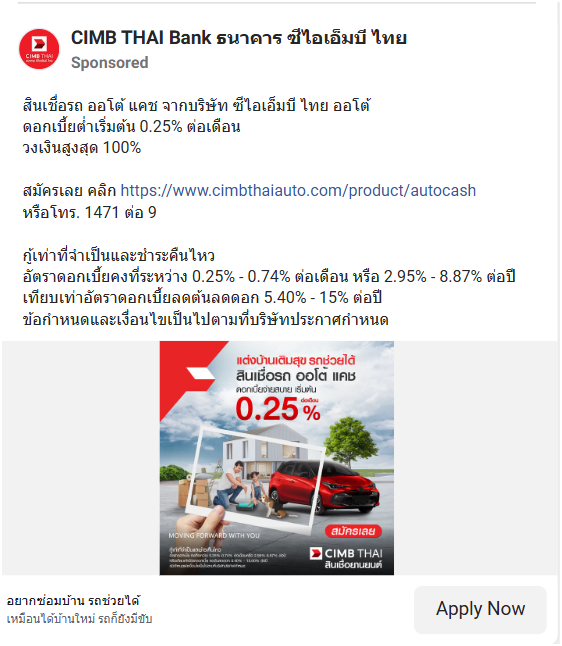 CIMB THAI Bank ธนาคาร ซีไอเอ็มบี ไทย
Sponsored
CIMB THAI
สินเชื่อรถ ออโต้ แคช จากบริษัท ซีไอเอ็มบี ไทย ออโต้
ดอกเบี้ยต่ำเริ่มต้น 0.25% ต่อเดือน
วงเงินสูงสุด 100%
สมัครเลย คลิก https://www.cimbthaiauto.com/product/autocash
หรือโทร. 1471 ต่อ 9
กู้เท่าที่จำเป็นและชำระคืนไหว
อัตราดอกเบี้ยคงที่ระหว่าง 0.25% - 0.74% ต่อเดือน หรือ 2.95% - 8.87% ต่อปี
เทียบเท่าอัตราดอกเบี้ยลดต้นลดดอก 5.40% - 15% ต่อปี
ข้อกำหนดและเงื่อนไขเป็นไปตามที่บริษัทประกาศกำหนด
แต่งบ้านเติมสุข รถช่วยได้
สินเชื่อรถ ออโต้ แคช
ดอกเบี้ยจ่ายสบาย เริ่มต้น
0.25% ต่อเดือน
สมัครเลย
MOVING FORWARD WITH YOU
CIMB THAI
สินเชื่อยานยนต์
อยากซ่อมบ้าน รถช่วยได้
เหมือนได้บ้านใหม่ รถก็ยังมีขับ
Apply Now